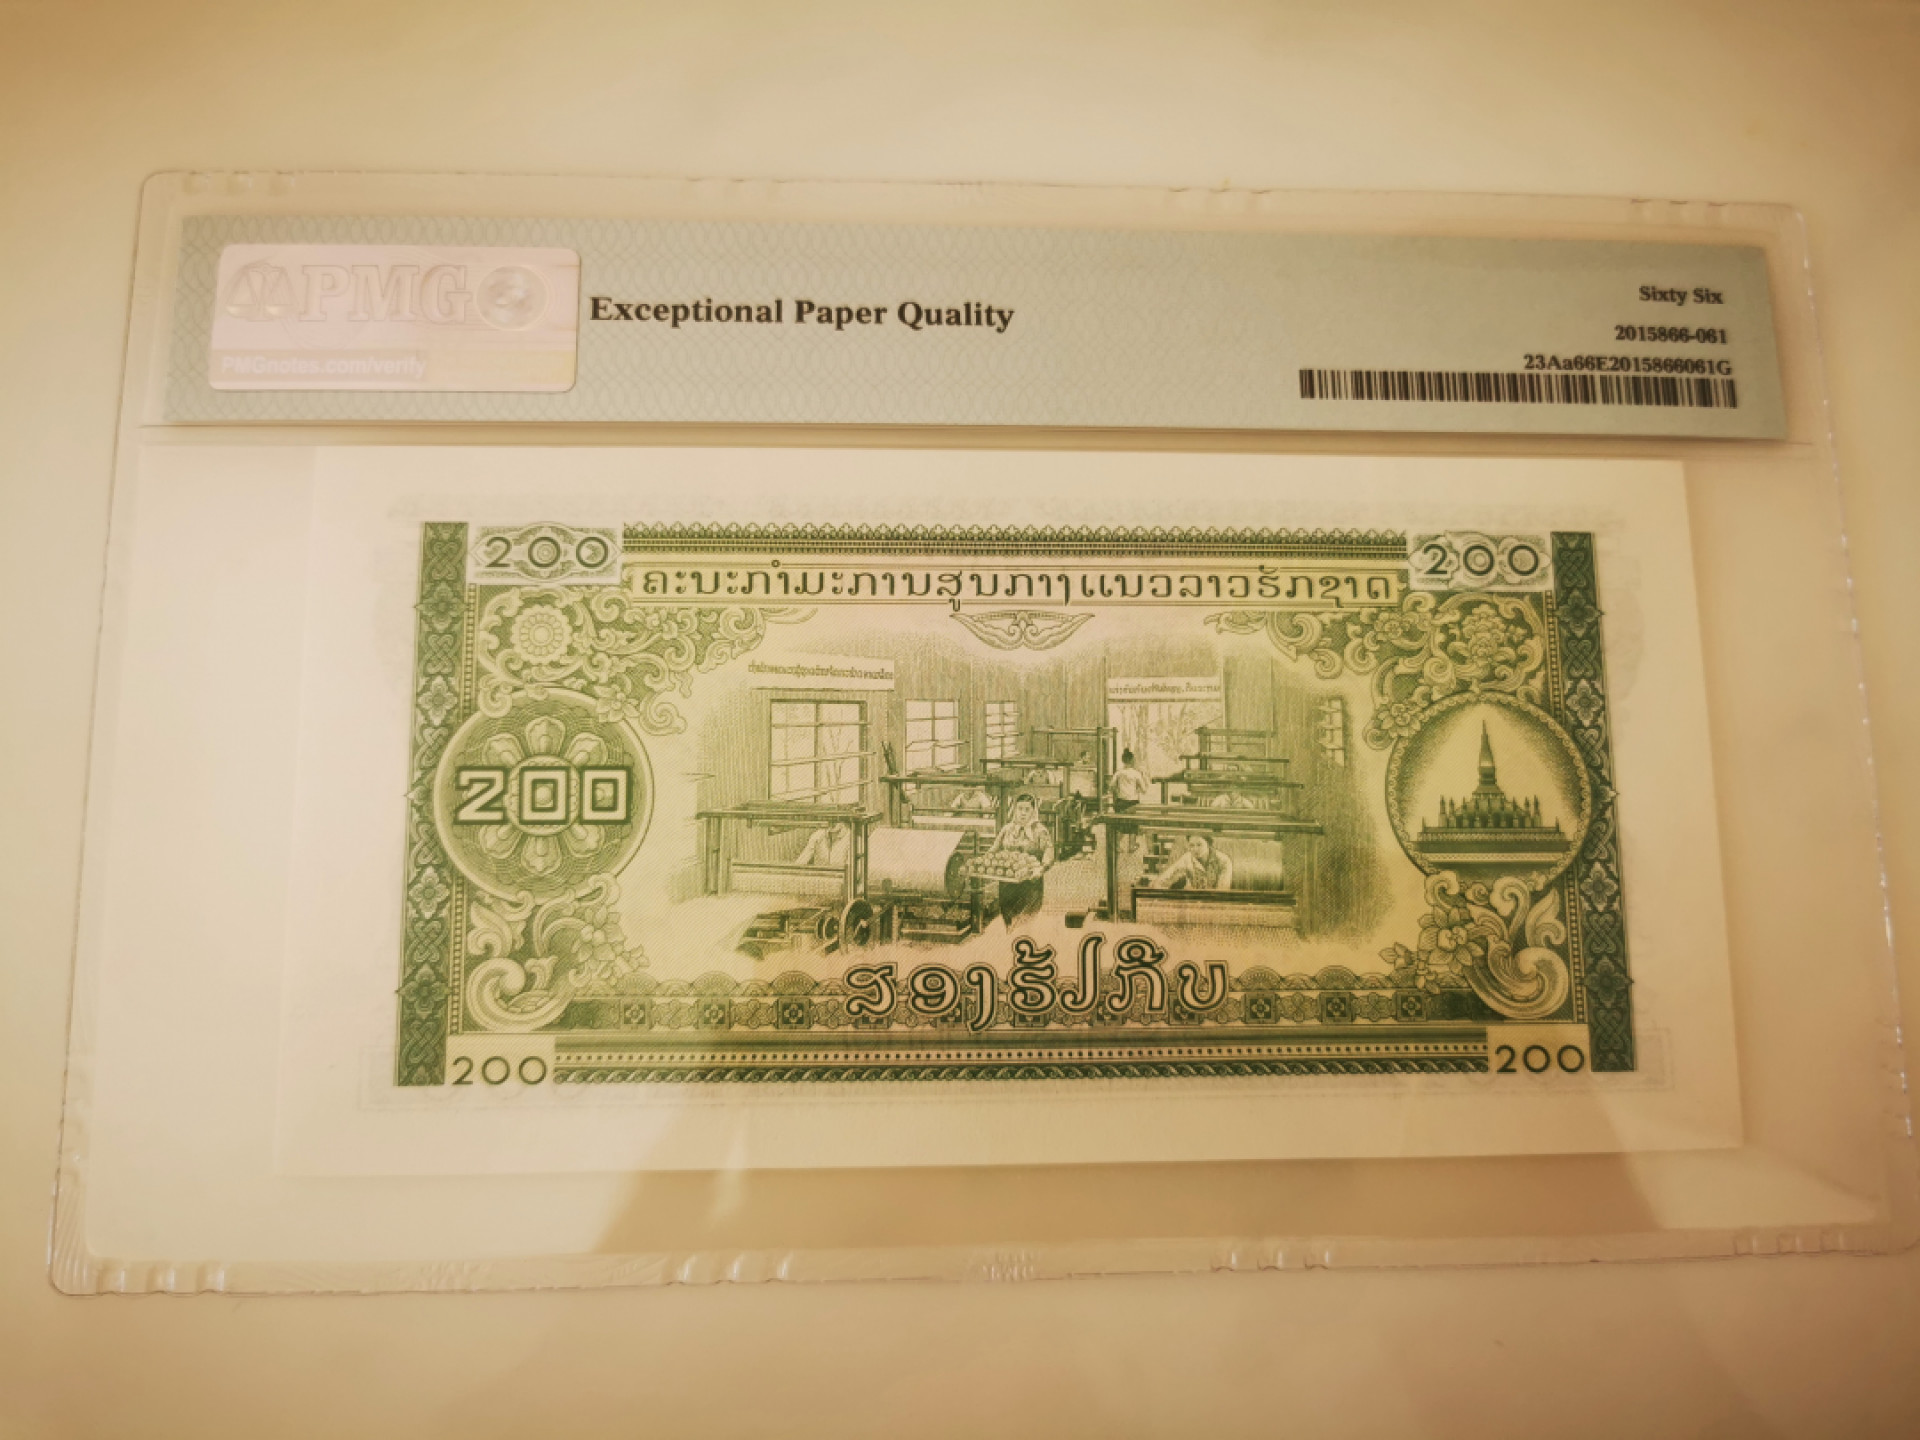 PMG
PMGnotes.com/verify
Exceptional Paper Quality
Sixty Six
2015866-061
23Aa66E2015866061G
200
200
ຄະນະກຳມະການສູນກາງແນວລາວຮັກຊາດ
200
ສອງຮ້ຽກີບ
200
200